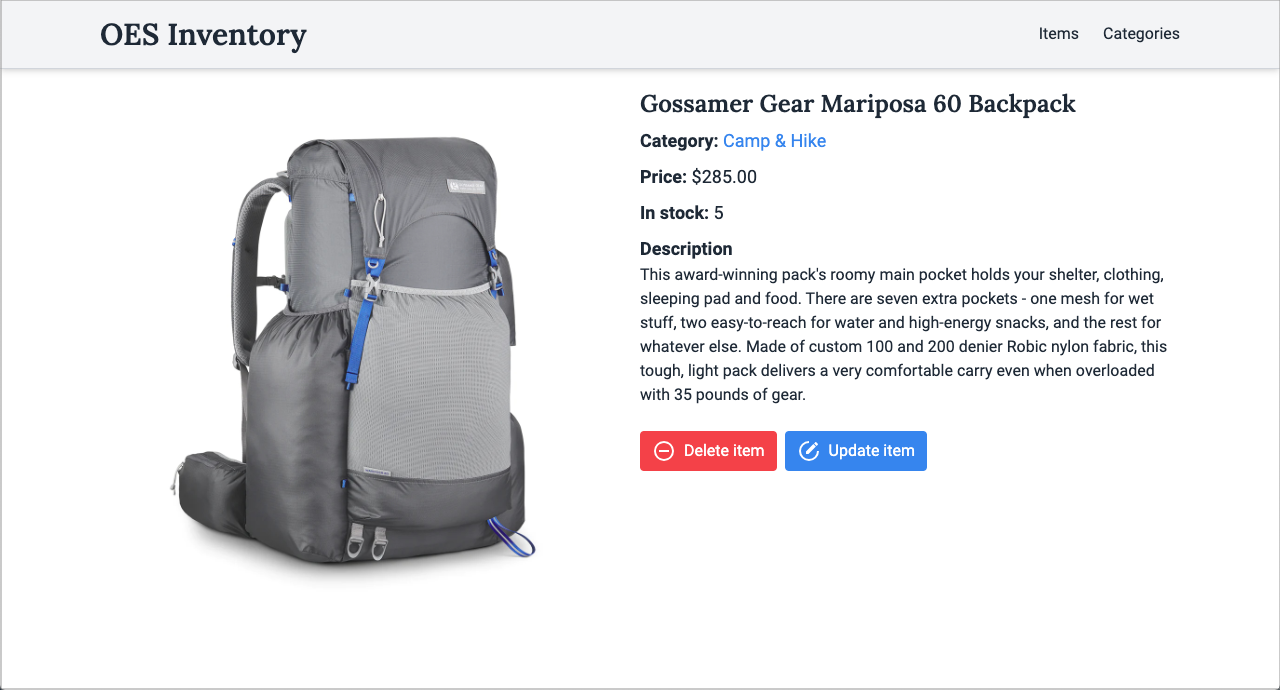 OES Inventory
Items
Categories
Gossamer Gear Mariposa 60 Backpack
Category: Camp & Hike
Price: $285.00
In stock: 5
Description
This award-winning pack's roomy main pocket holds your shelter, clothing,
sleeping pad and food. There are seven extra pockets - one mesh for wet
stuff, two easy-to-reach for water and high-energy snacks, and the rest for
whatever else. Made of custom 100 and 200 denier Robic nylon fabric, this
tough, light pack delivers a very comfortable carry even when overloaded
with 35 pounds of gear.
Delete item
Update item